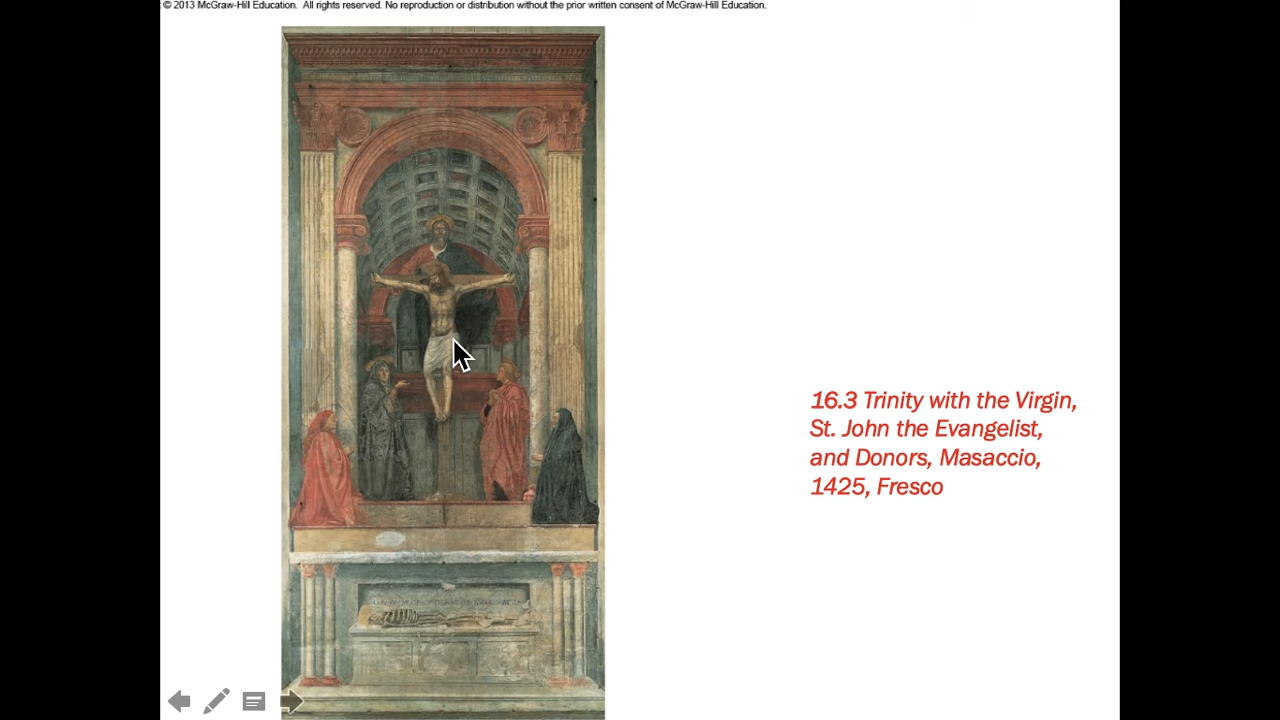 © 2013 McGraw-Hill Education. All rights reserved. No reproduction or distribution without the prior written consent of McGraw-Hill Education.
16.3 Trinity with the Virgin,
St. John the Evangelist,
and Donors, Masaccio,
1425, Fresco